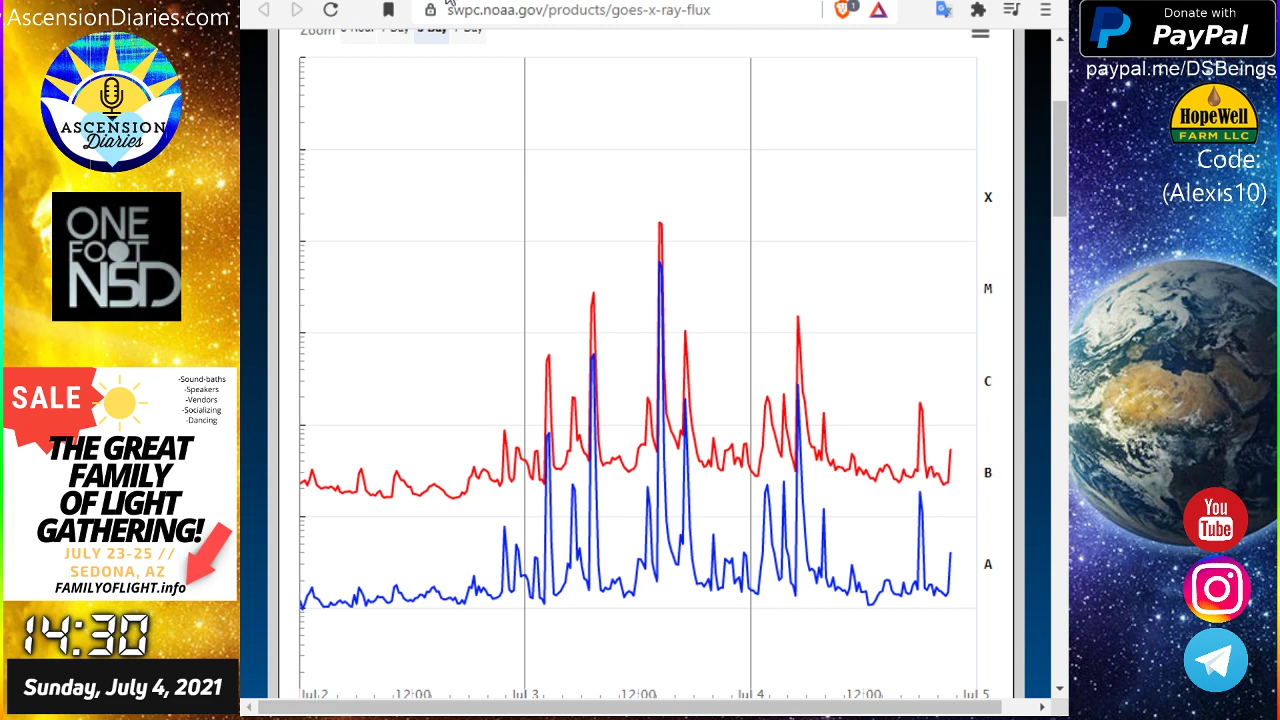 AscensionDiaries.com
ASCENSION
Diaries
ONE
FOOT
NSD
SALE
-Sound-baths
-Speakers
-Vendors
-Socializing
-Dancing
THE GREAT
FAMILY
OF LIGHT
GATHERING!
JULY 23-25 //
SEDONA, AZ
FAMILYOFLIGHT.info
14:30
Sunday, July 4, 2021
swpc.noaa.gov/products/goes-x-ray-flux
1
Zoom
X
M
C
B
A
Jul 2
12:00
Jul 3
12:00
Jul 4
12:00
Jul 5
Donate with
PayPal
paypal.me/DSBeings
HopeWell
FARM LLC
Code:
(Alexis10)
You
Tube